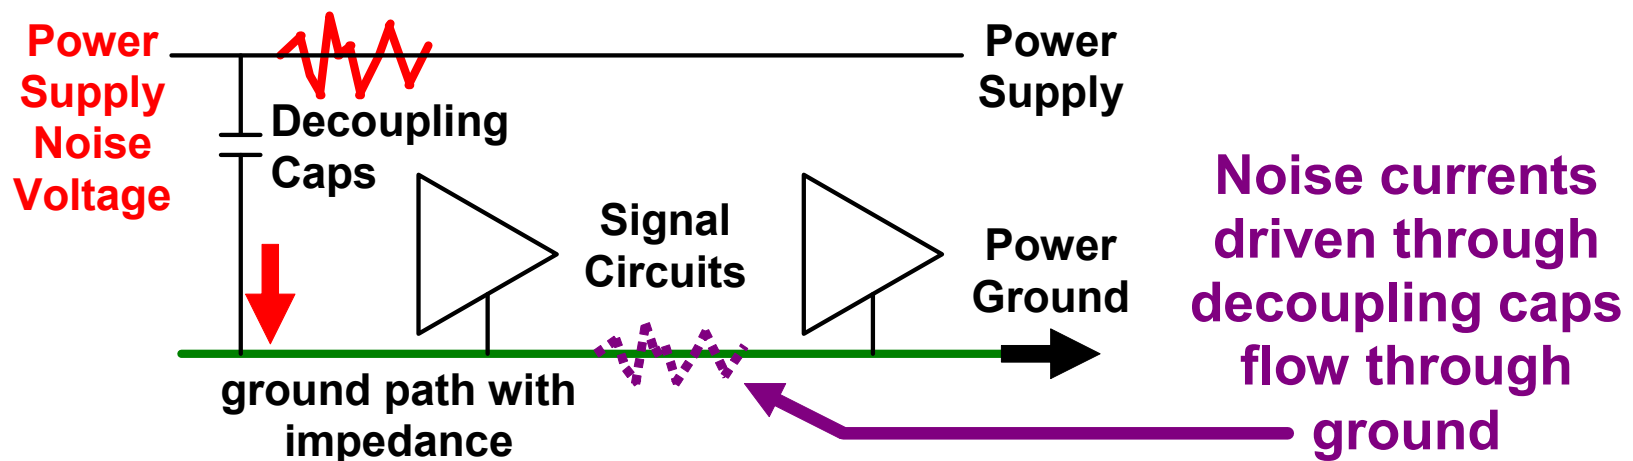 Power
Supply
Noise
Voltage
Decoupling
Caps
Power
Supply
Signal
Circuits
Power
Ground
ground path with
impedance
Noise currents
driven through
decoupling caps
flow through
ground